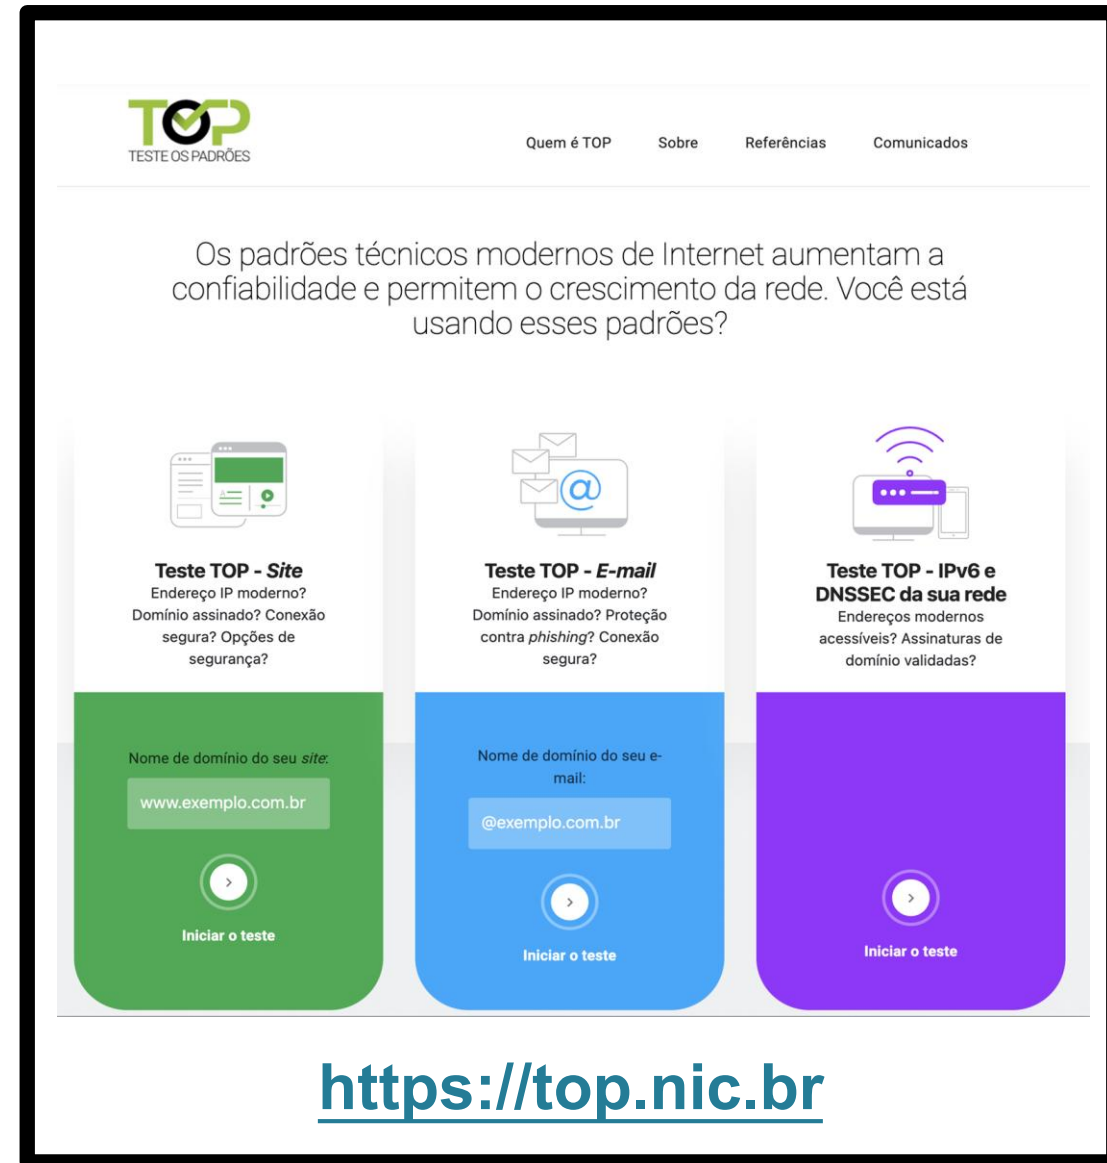 TOP
TESTE OS PADRÕES
Quem é TOP
Sobre
Referências
Comunicados
Os padrões técnicos modernos de Internet aumentam a
confiabilidade e permitem o crescimento da rede. Você está
usando esses padrões?
Teste TOP - Site
Endereço IP moderno?
Domínio assinado? Conexão
segura? Opções de
segurança?
Nome de domínio do seu site:
www.exemplo.com.br
Iniciar o teste
@
Teste TOP - E-mail
Endereço IP moderno?
Domínio assinado? Proteção
contra phishing? Conexão
segura?
Nome de domínio do seu e-
mail:
@exemplo.com.br
Iniciar o teste
Teste TOP - IPv6 e
DNSSEC da sua rede
Endereços modernos
acessíveis? Assinaturas de
domínio validadas?
Iniciar o teste
https://top.nic.br